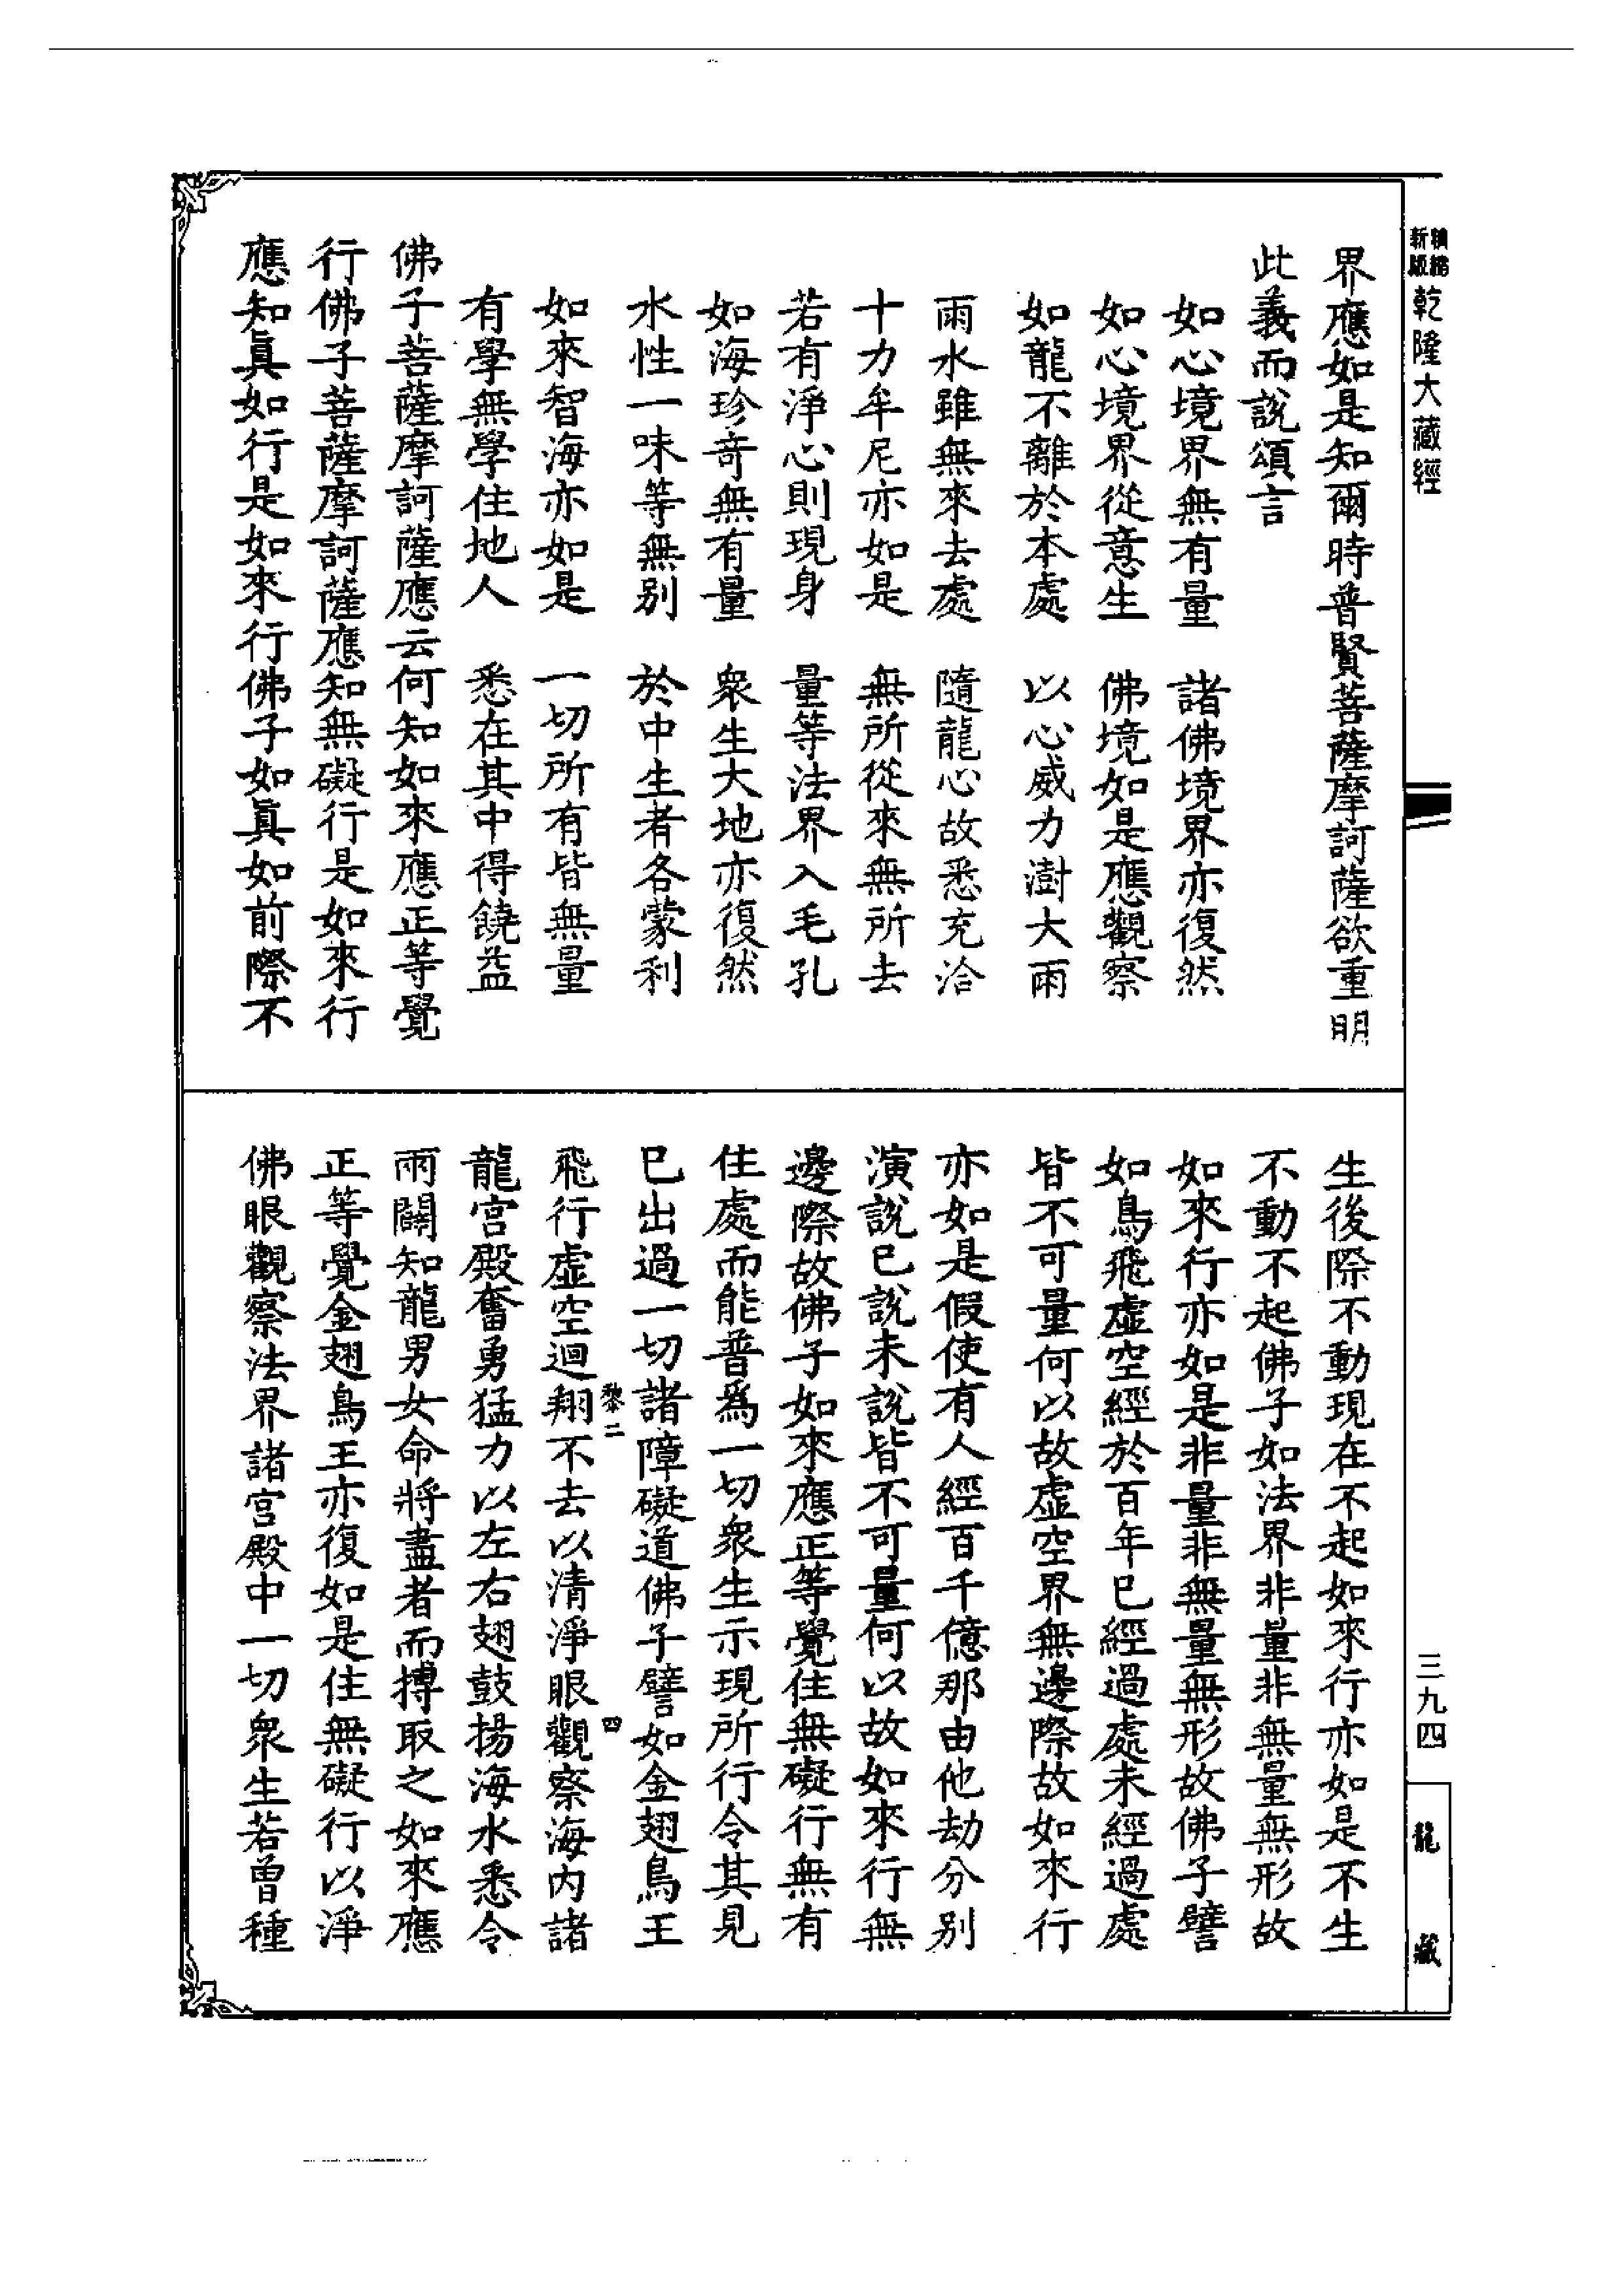 新版精縮乾隆大藏經
界應如是知爾時普賢菩薩摩訶薩欲重明
此義而說頌言
如心境界無有量　諸佛境界亦復然
如心境界從意生　佛境如是應觀察
如龍不離於本處　以心威力澍大雨
雨水雖無來去處　隨龍心故悉充洽
十力牟尼亦如是　無所從來無所去
若有淨心則現身　量等法界入毛孔
如海珍奇無有量　衆生大地亦復然
水性一味等無别　於中生者各蒙利
如來智海亦如是　一切所有皆無量
有學無學住地人　悉在其中得饒益
佛子菩薩摩訶薩應云何知如來應正等覺
行佛子菩薩摩訶薩應知無礙行是如來行
應知眞如行是如來行佛子如眞如前際不
生後際不動現在不起如來行亦如是不生
不動不起佛子如法界非量非無量無形故
如來行亦如是非量非無量無形故佛子譬
如鳥飛虛空經於百年已經過處未經過處
皆不可量何以故虛空界無邊際故如來行
亦如是假使有人經百千億那由他劫分別
演說已說未說皆不可量何以故如來行無
邊際故佛子如來應正等覺住無礙行無有
住處而能普爲一切衆生示現所行令其見
已出過一切諸障礙道佛子譬如金翅鳥王
黎二　四
飛行虛空迴翔不去以清淨眼觀察海内諸
龍宫殿奮勇猛力以左右翅鼓揚海水悉令
兩闢知龍男女命將盡者而搏取之如來應
正等覺金翅鳥王亦復如是住無礙行以淨
佛眼觀察法界諸宫殿中一切衆生若曾種
三九四
龍藏